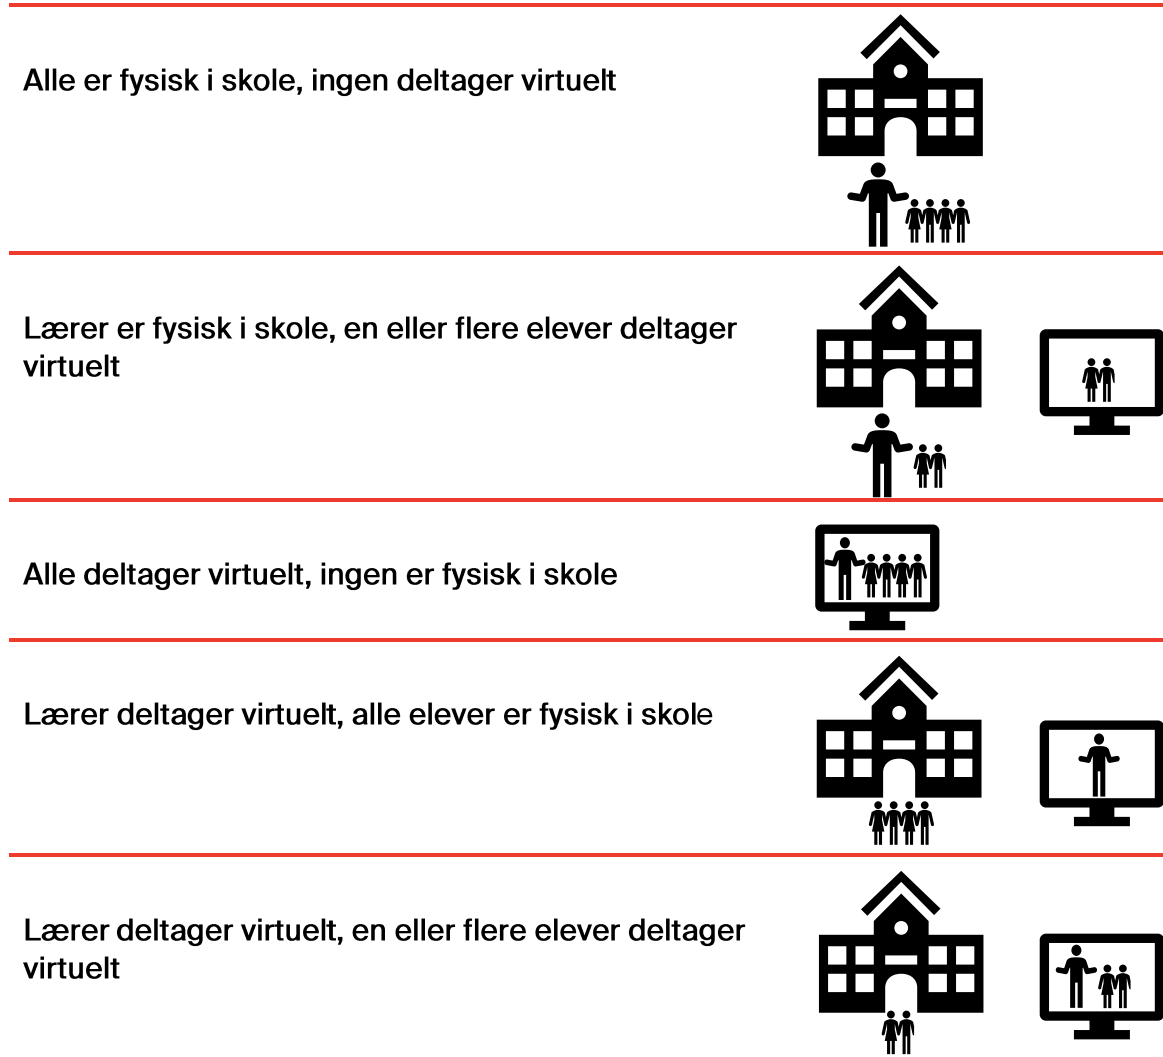 Alle er fysisk i skole, ingen deltager virtuelt
Lærer er fysisk i skole, en eller flere elever deltager
virtuelt
Alle deltager virtuelt, ingen er fysisk i skole
Lærer deltager virtuelt, alle elever er fysisk i skole
Lærer deltager virtuelt, en eller flere elever deltager
virtuelt